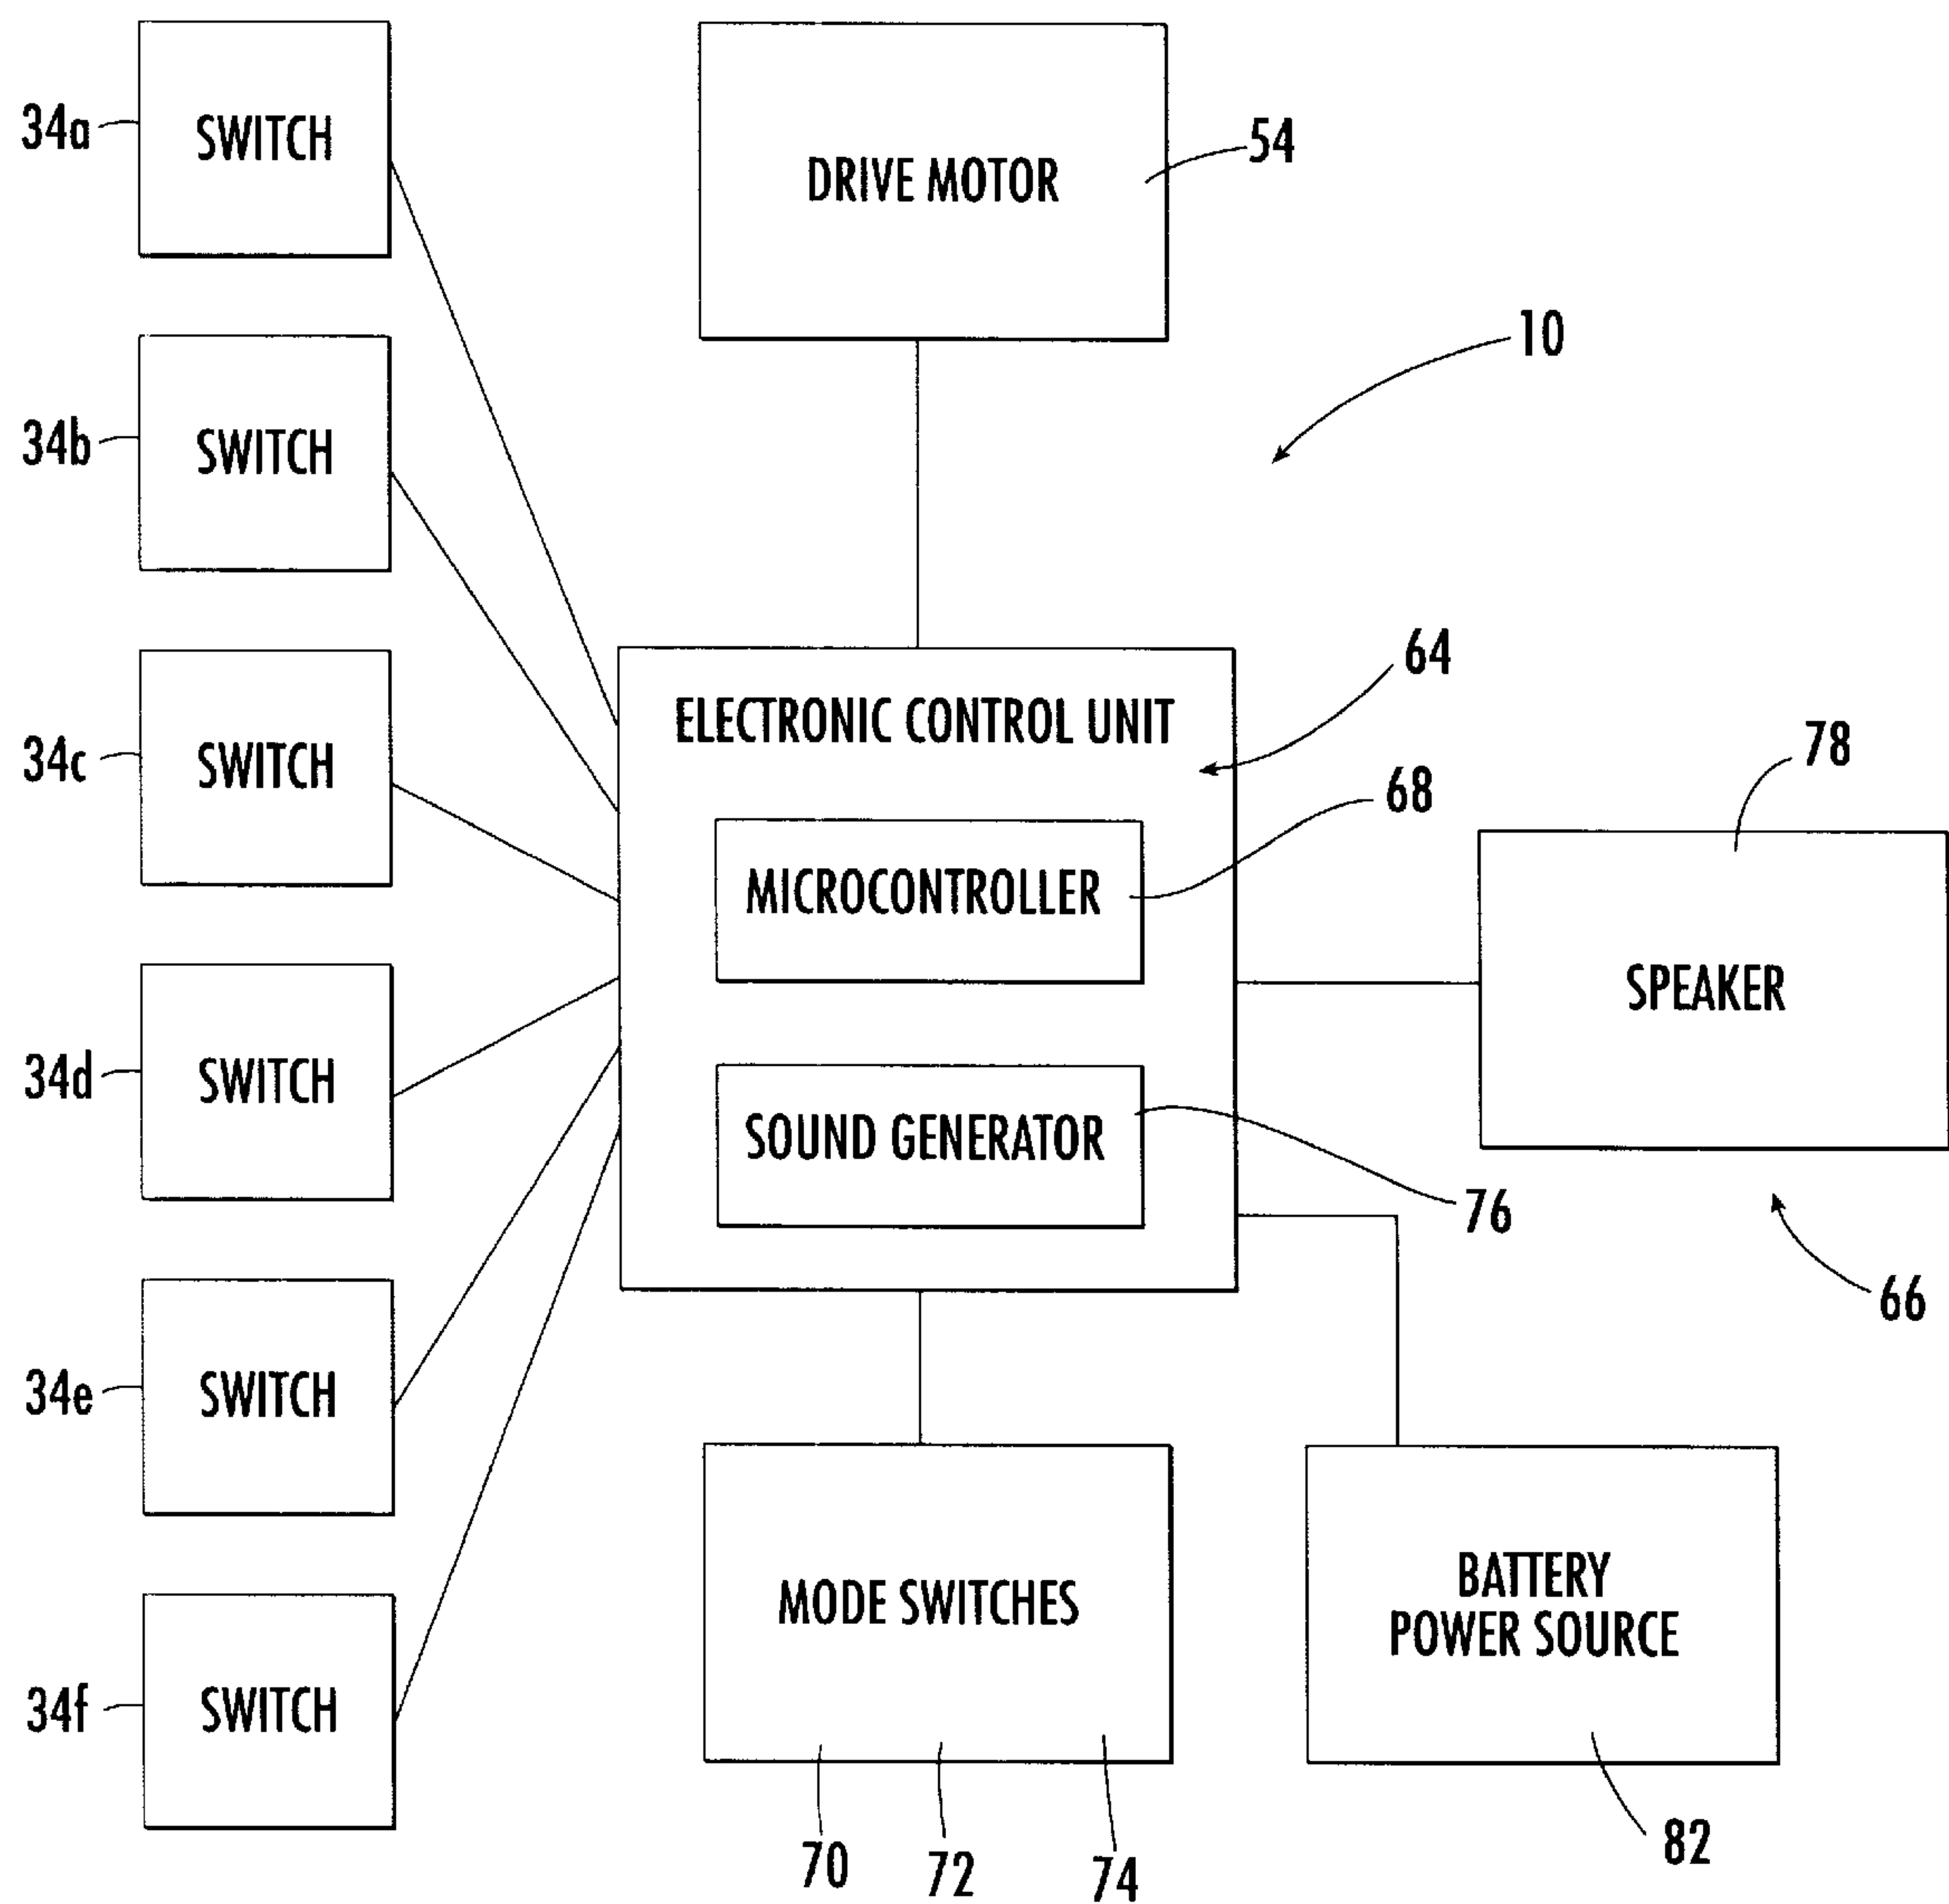 34a
SWITCH
DRIVE MOTOR
54
10
34b
SWITCH
34c
SWITCH
ELECTRONIC CONTROL UNIT
64
68
MICROCONTROLLER
78
SPEAKER
34d
SWITCH
SOUND GENERATOR
76
66
34e
SWITCH
34f
SWITCH
MODE SWITCHES
70
72
74
BATTERY
POWER SOURCE
82